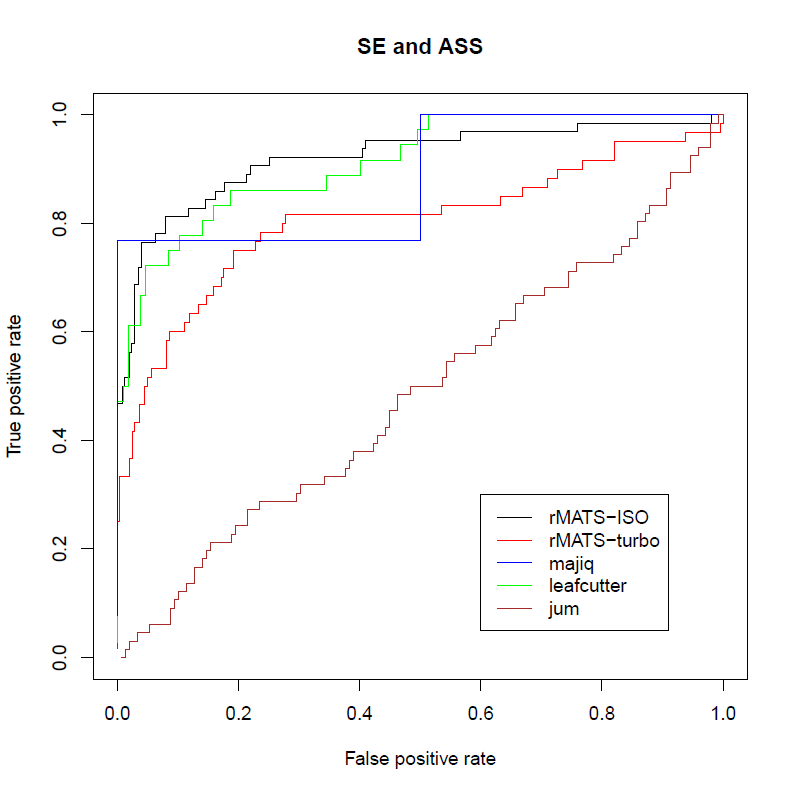 SE and ASS
True positive rate
1.0
0.8
0.6
0.4
0.2
0.0
rMATS−ISO
rMATS−turbo
majiq
leafcutter
jum
0.0 0.2 0.4 0.6 0.8 1.0
False positive rate